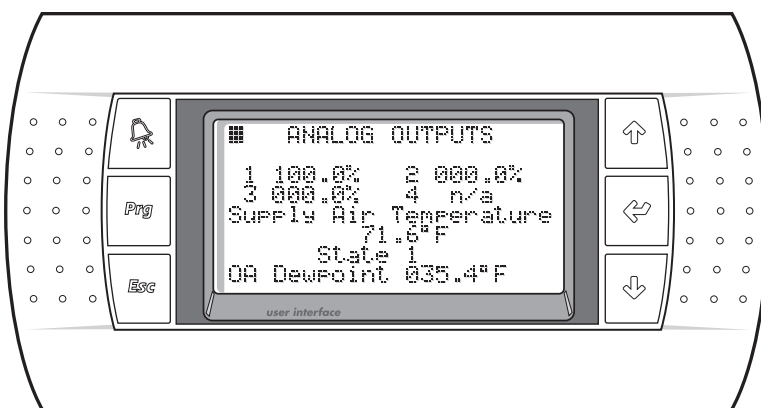 ANALOG OUTPUTS
1 100.0% 2 000.0%
3 000.0% 4 n/a
Supply Air Temperature
71.6°F
State 1
OA Dewpoint 035.4°F
Prg
Esc
user interface